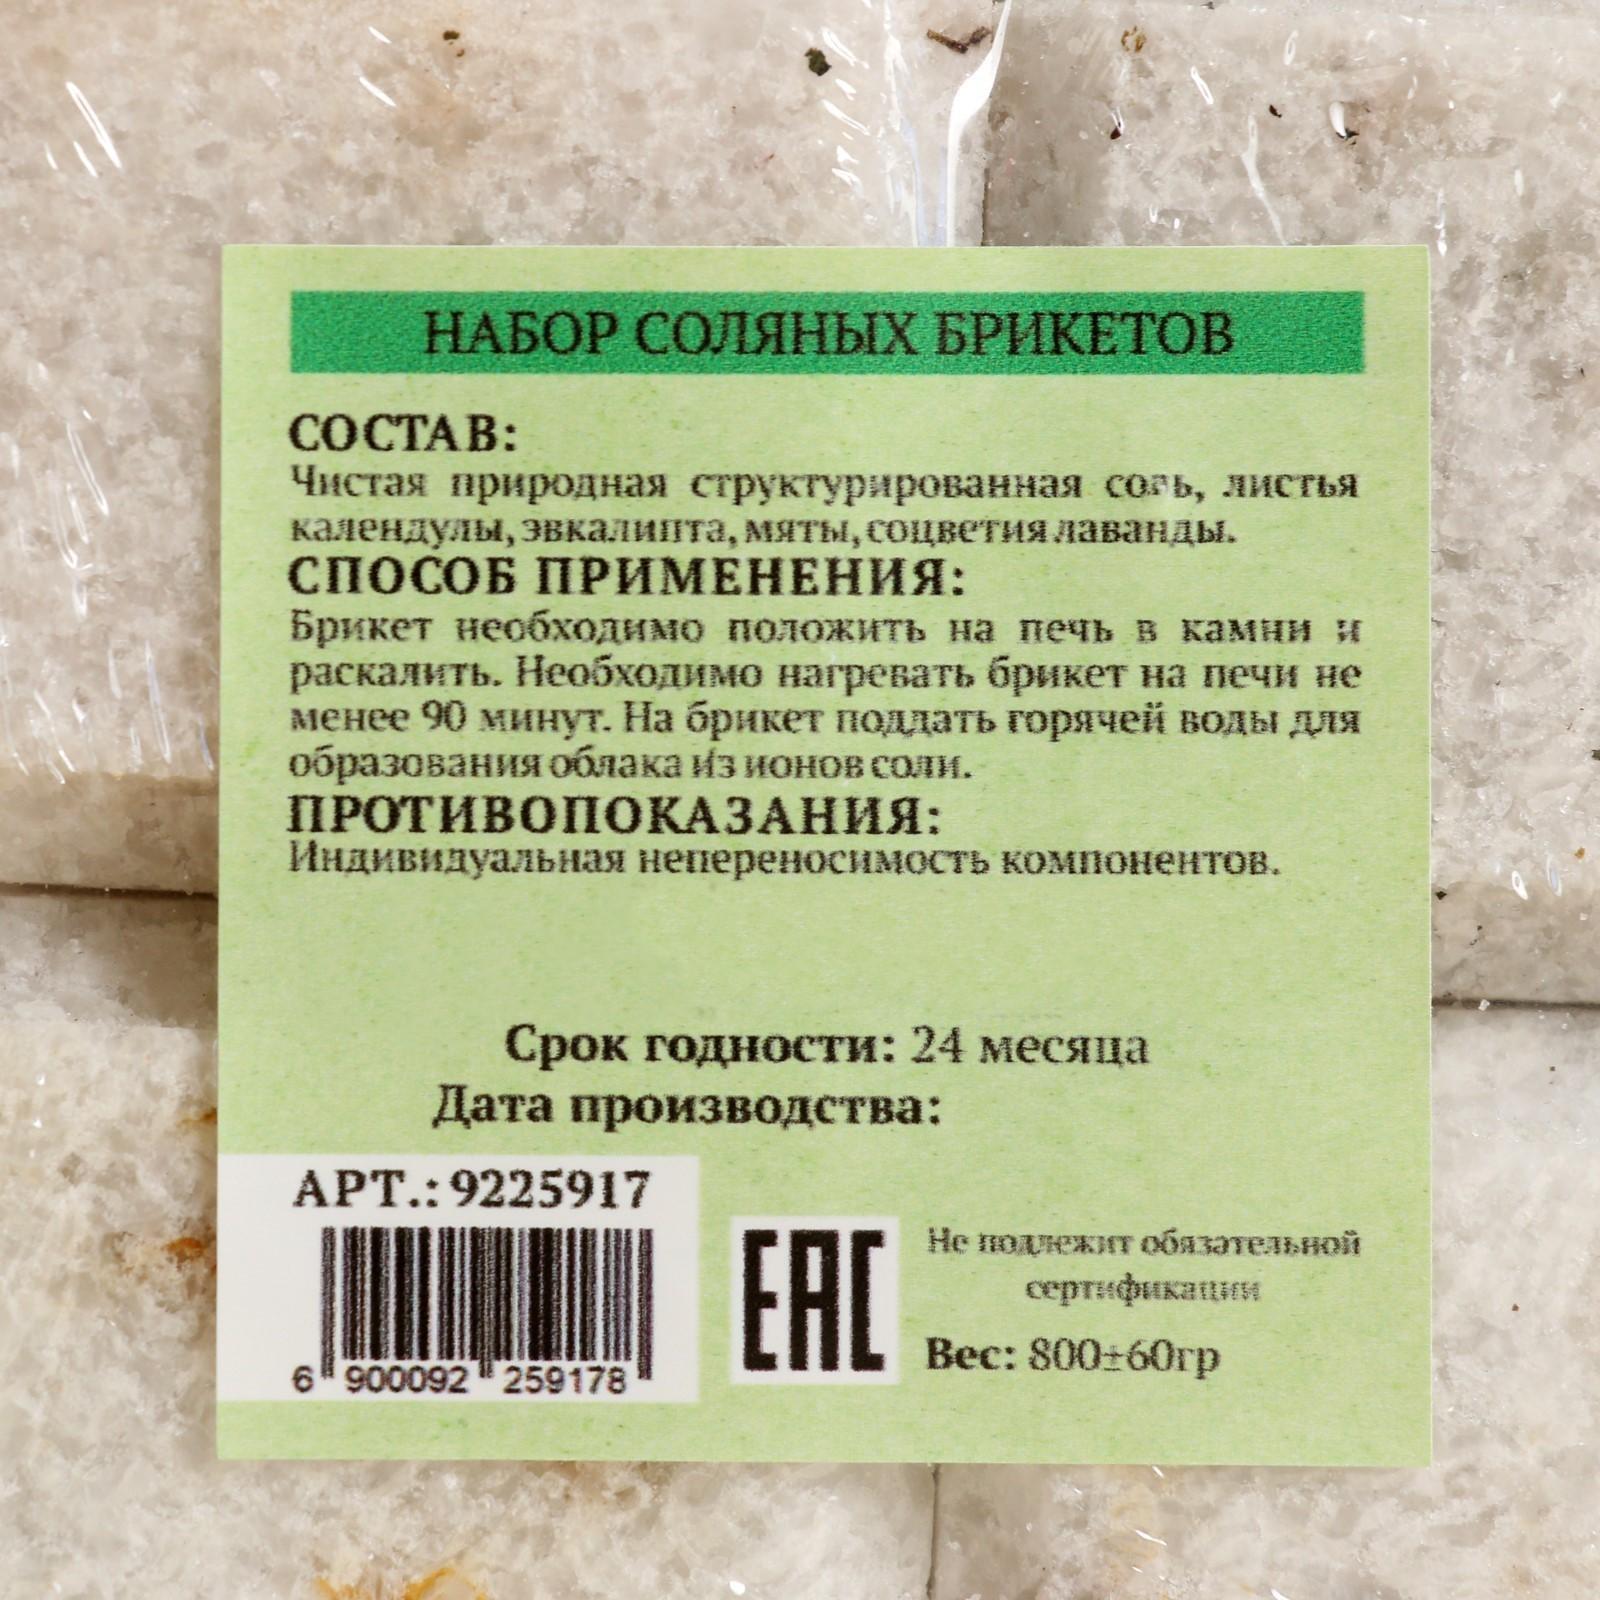 НАБОР СОЛЯНЫХ БРИКЕТОВ
СОСТАВ:
Чистая природная структурированная соль, листья
календулы, эвкалипта, мяты, соцветия лаванды.
СПОСОБ ПРИМЕНЕНИЯ:
Брикет необходимо положить на печь в камни и
раскалить. Необходимо нагревать брикет на печи не
менее 90 минут. На брикет поддать горячей воды для
образования облака из ионов соли.
ПРОТИВОПОКАЗАНИЯ:
Индивидуальная непереносимость компонентов.
Срок годности: 24 месяца
Дата производства:
АРТ.: 9225917
6 900092 259178
EAC
Не подлежит обязательной
сертификации
Вес: 800±60гр